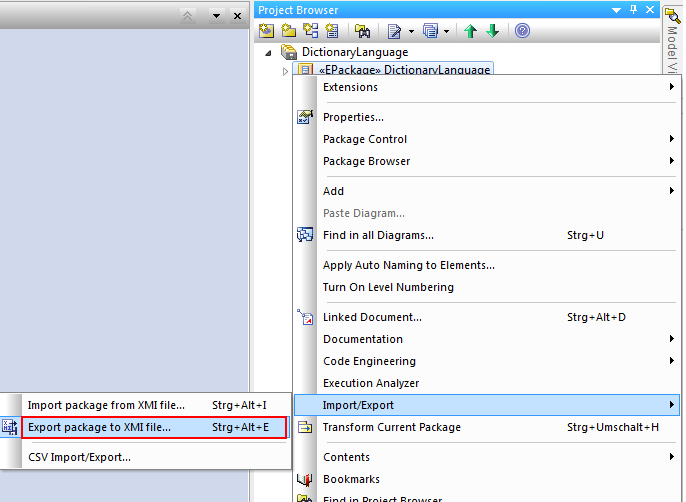 Project Browser
DictionaryLanguage
«EPackage» DictionaryLanguage
Model Vi
Extensions
Properties...
Package Control
Package Browser
Add
Paste Diagram...
Find in all Diagrams... Strg+U
Apply Auto Naming to Elements...
Turn On Level Numbering
Linked Document... Strg+Alt+D
Documentation
Code Engineering
Execution Analyzer
Import/Export
Import package from XMI file... Strg+Alt+I
Export package to XMI file... Strg+Alt+E
CSV Import/Export...
Transform Current Package Strg+Umschalt+H
Contents
Bookmarks
Find in Project Browser